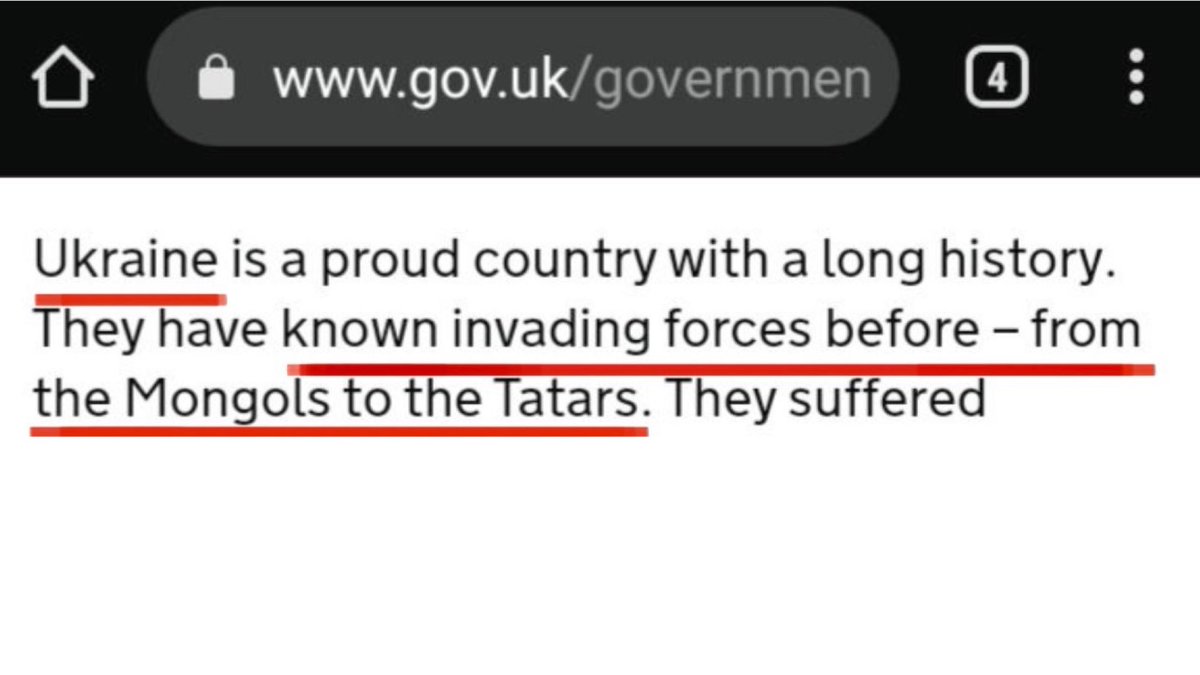 www.gov.uk/governmen
4
Ukraine is a proud country with a long history.
They have known invading forces before – from
the Mongols to the Tatars. They suffered